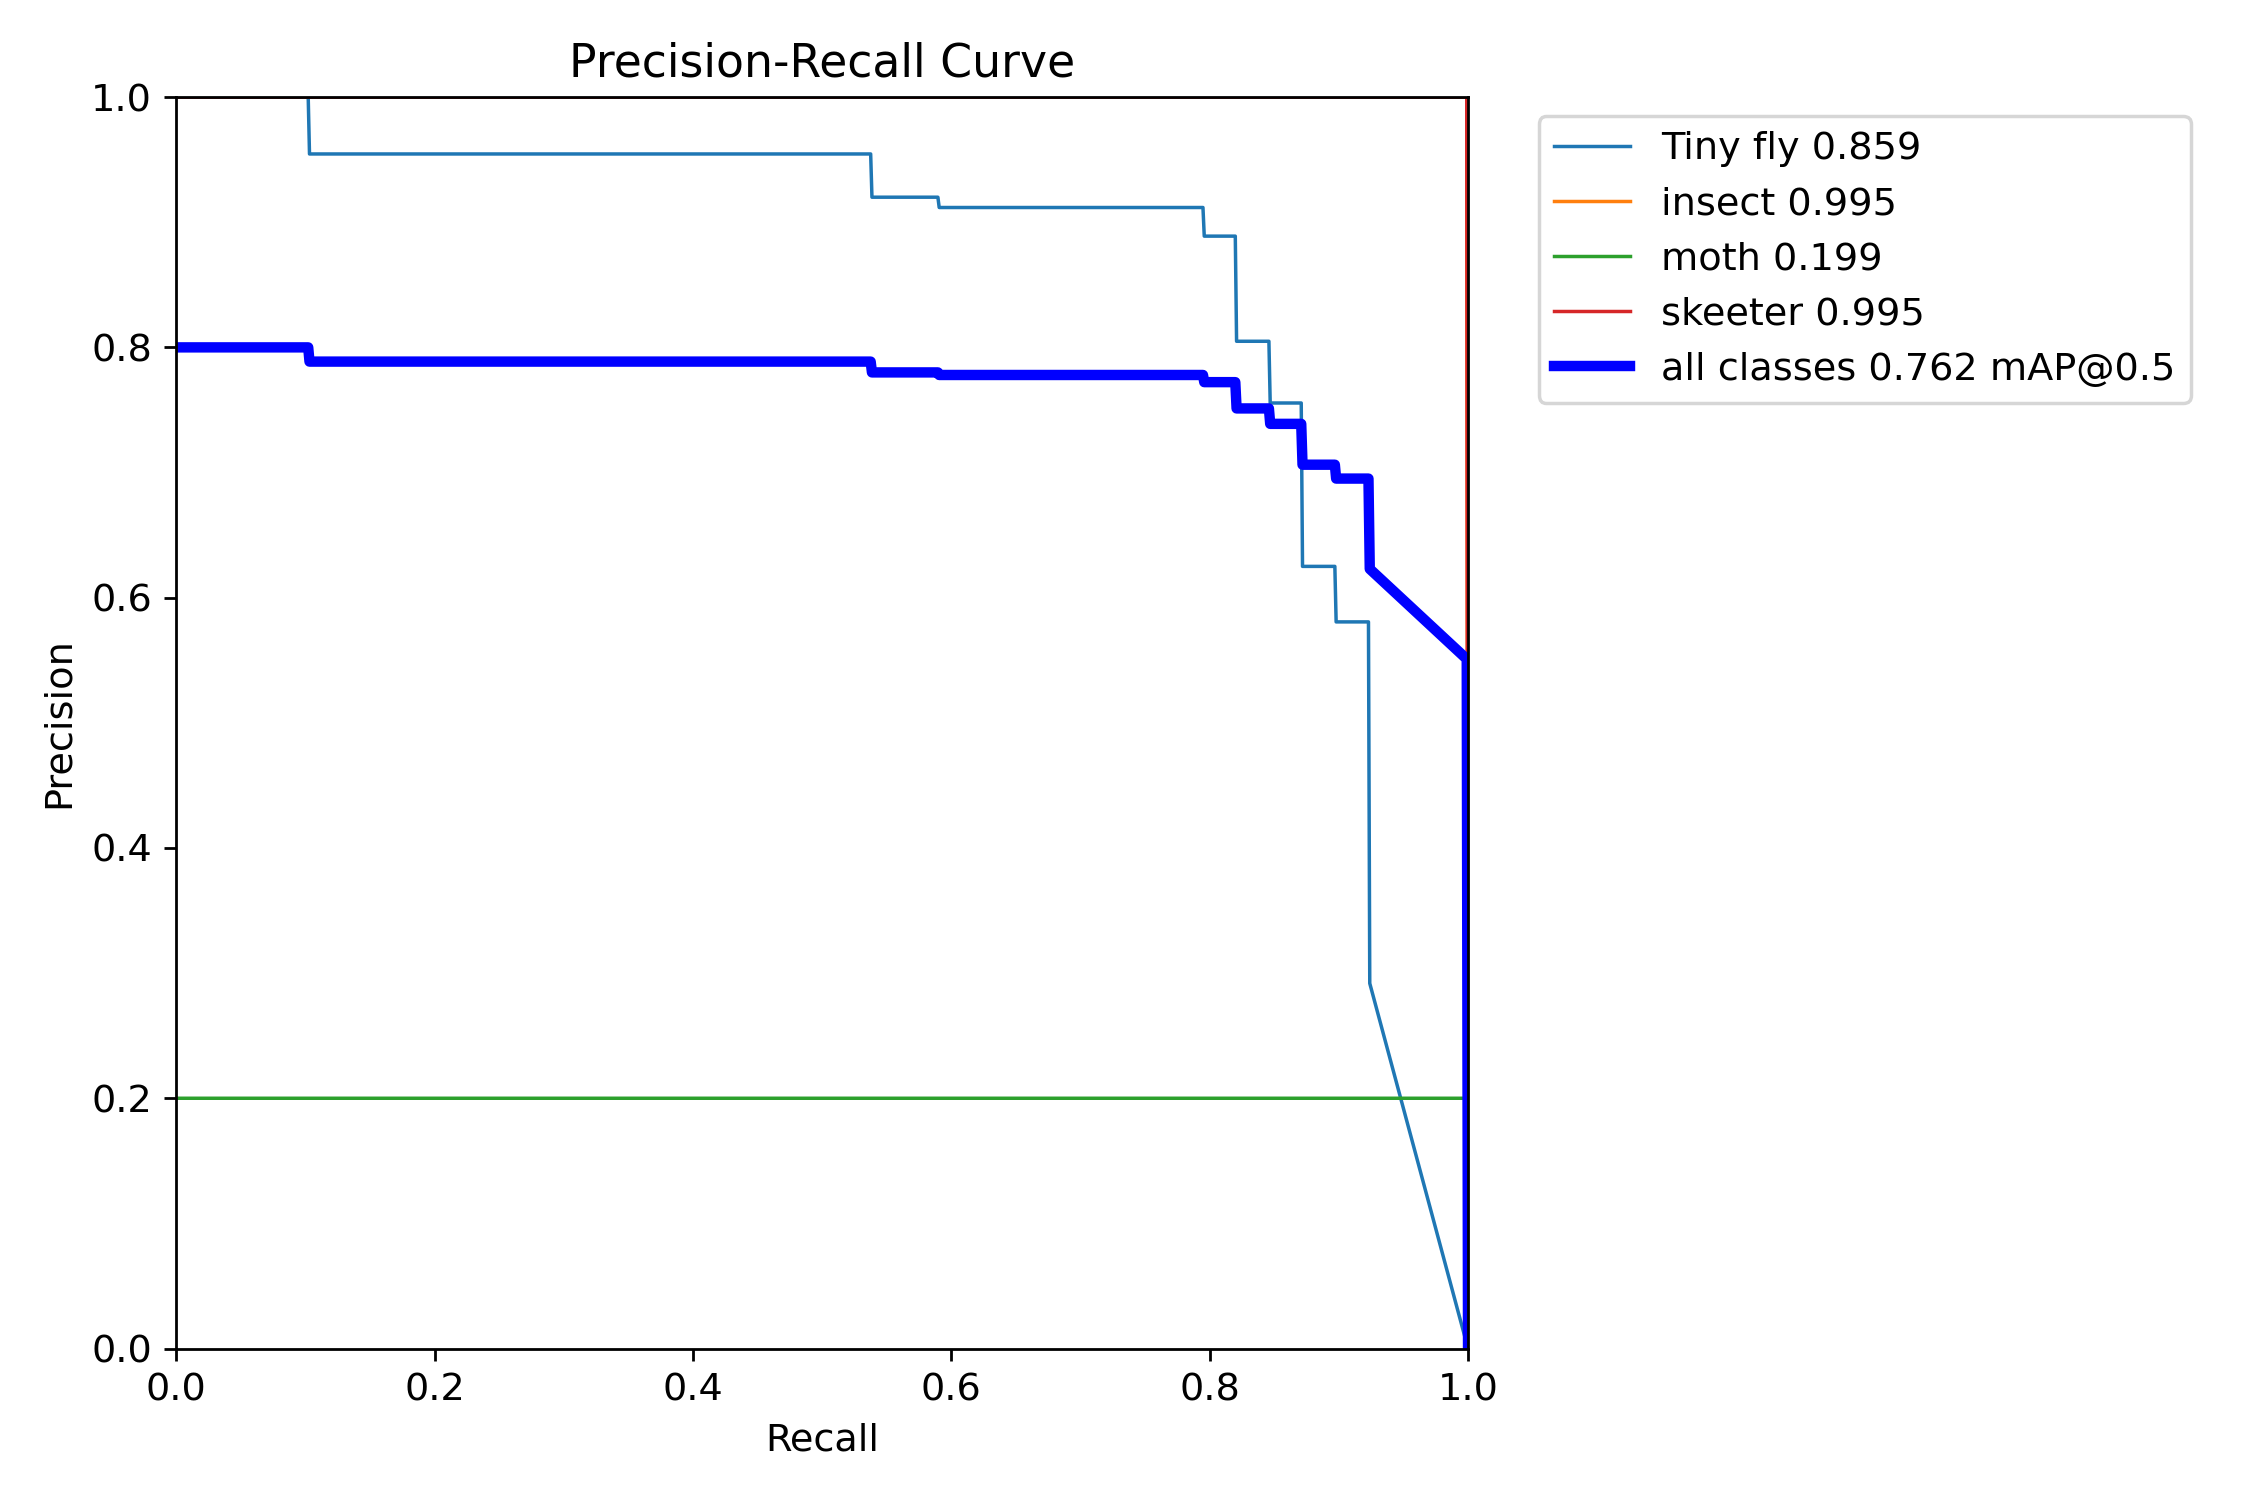 Precision-Recall Curve
1.0
0.8
0.6
0.4
0.2
0.0
Precision
0.0 0.2 0.4 0.6 0.8 1.0
Recall
Tiny fly 0.859
insect 0.995
moth 0.199
skeeter 0.995
all classes 0.762 mAP@0.5